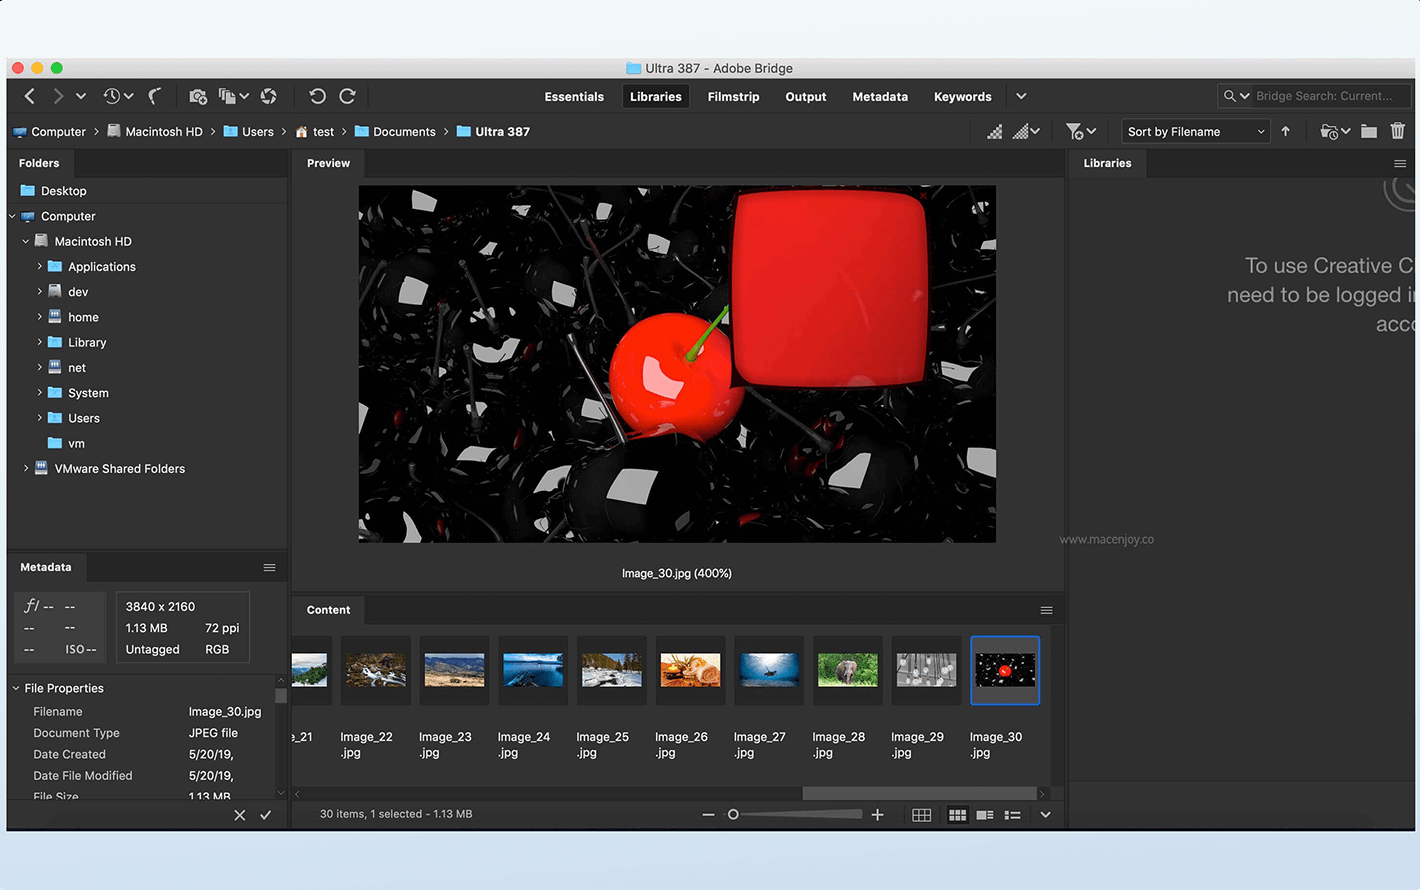 Ultra 387 - Adobe Bridge
Essentials Libraries Filmstrip Output Metadata Keywords
Bridge Search: Current...
Computer Macintosh HD Users test Documents Ultra 387
Sort by Filename
Folders
Desktop
Computer
Macintosh HD
Applications
dev
home
Library
net
System
Users
vm
VMware Shared Folders
Preview
Image_30.jpg (400%)
Libraries
To use Creative C
need to be logged i
acco
www.macenjoy.co
Metadata
f/ -- --
-- --
-- ISO --
3840 x 2160
1.13 MB 72 ppi
Untagged RGB
File Properties
Filename Image_30.jpg
Document Type JPEG file
Date Created 5/20/19,
Date File Modified 5/20/19,
File Size 1.13 MB
Content
e_21 Image_22 Image_23 Image_24 Image_25 Image_26 Image_27 Image_28 Image_29 Image_30
.jpg .jpg .jpg .jpg .jpg .jpg .jpg .jpg .jpg
30 items, 1 selected - 1.13 MB